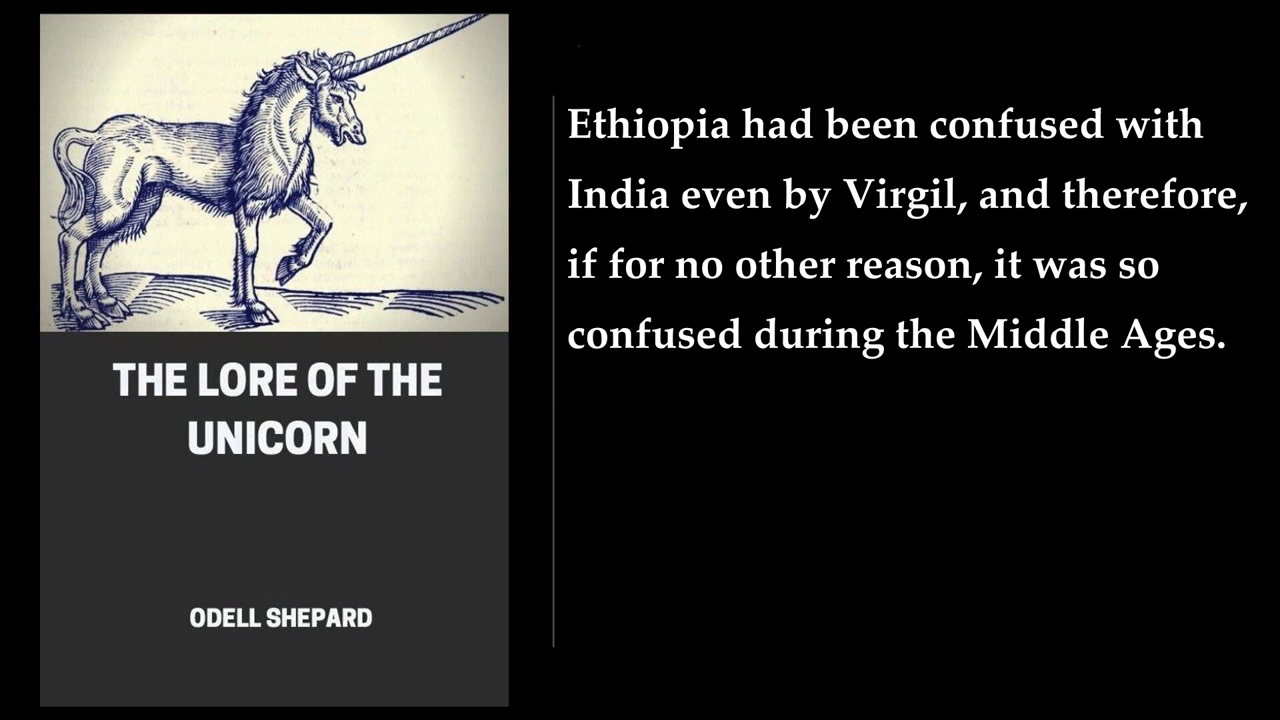 THE LORE OF THE
UNICORN
ODELL SHEPARD
Ethiopia had been confused with
India even by Virgil, and therefore,
if for no other reason, it was so
confused during the Middle Ages.